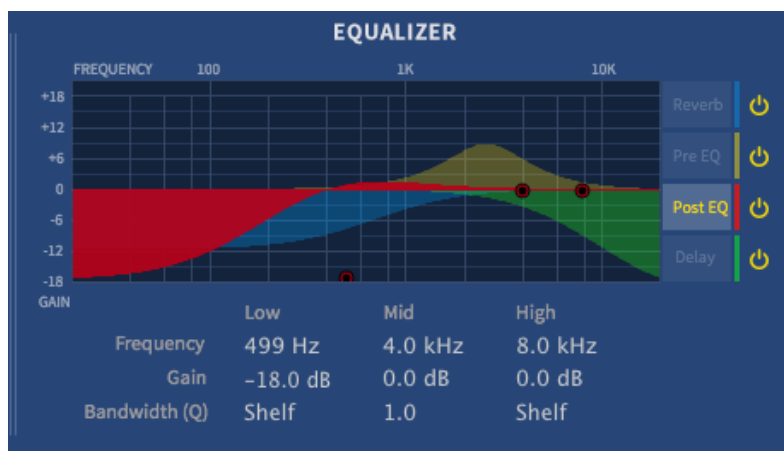 EQUALIZER
FREQUENCY 100 1K 10K
+18
Reverb
+12
+6
Pre EQ
0
Post EQ
-6
-12
Delay
-18
GAIN
Low Mid High
Frequency 499 Hz 4.0 kHz 8.0 kHz
Gain -18.0 dB 0.0 dB 0.0 dB
Bandwidth (Q) Shelf 1.0 Shelf